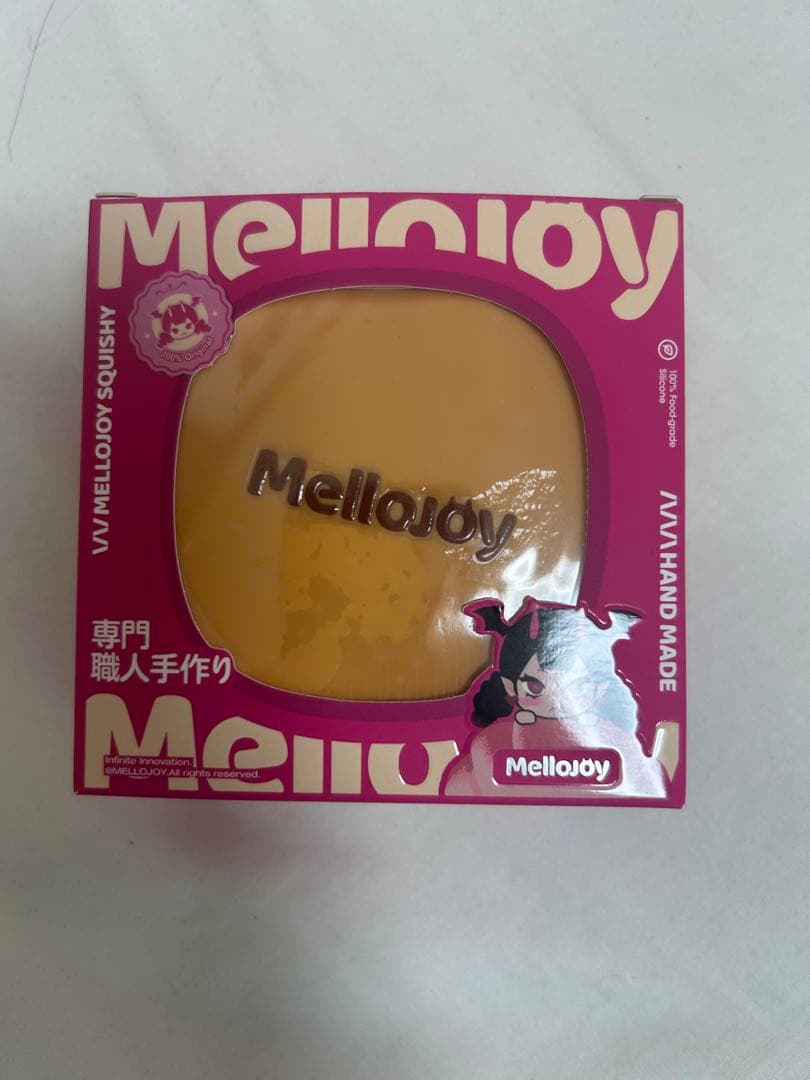 Mellojoy
100% Original
MELLOJOY SQUISHY
100% Food-grade
Silicone
Mellojoy
HAND MADE
専門
職人手作り
Infinite Innovation.
@MELLOJOY.All rights reserved.
Mellojoy